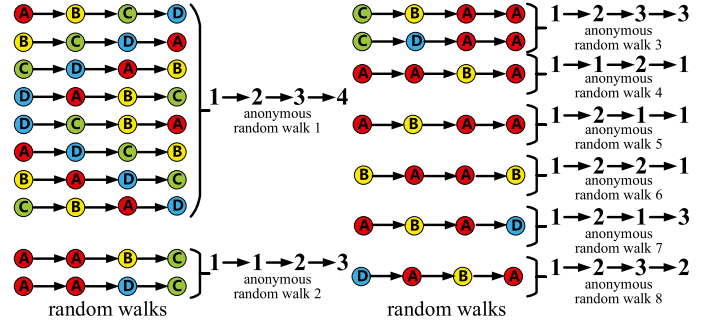 A B C D
B C D A
C D A B
D A B C
D C B A
A D C B
B A D C
C B A D
1 2 3 4
anonymous
random walk 1
A A B C
A A D C
1 1 2 3
anonymous
random walk 2
random walks
C B A A
C D A A
1 2 3 3
anonymous
random walk 3
A A B A
1 1 2 1
anonymous
random walk 4
A B A A
1 2 1 1
anonymous
random walk 5
B A A B
1 2 2 1
anonymous
random walk 6
A B A D
1 2 1 3
anonymous
random walk 7
D A B A
1 2 3 2
anonymous
random walk 8
random walks